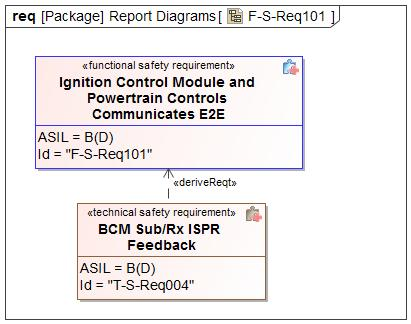 req [Package] Report Diagrams[ F-S-Req101 ]
«functional safety requirement»
Ignition Control Module and
Powertrain Controls
Communicates E2E
ASIL = B(D)
Id = "F-S-Req101"
«deriveReqt»
«technical safety requirement»
BCM Sub/Rx ISPR
Feedback
ASIL = B(D)
Id = "T-S-Req004"